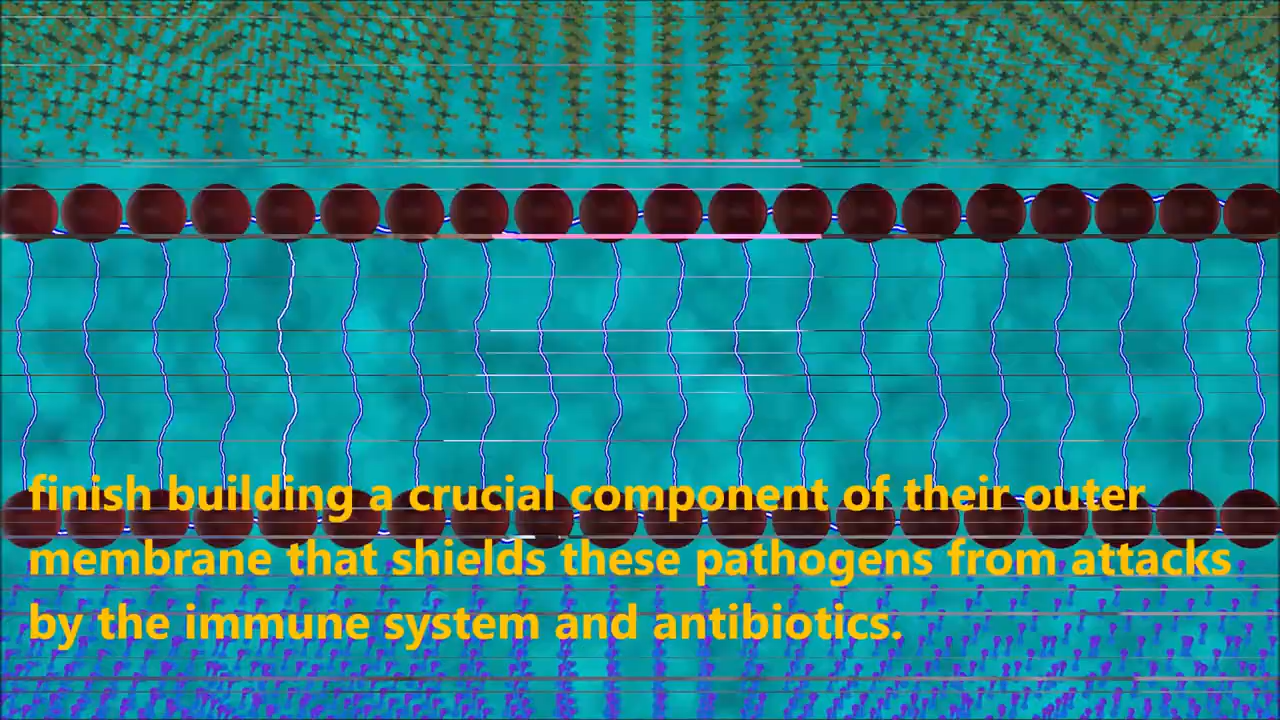 finish building a crucial component of their outer
membrane that shields these pathogens from attacks
by the immune system and antibiotics.